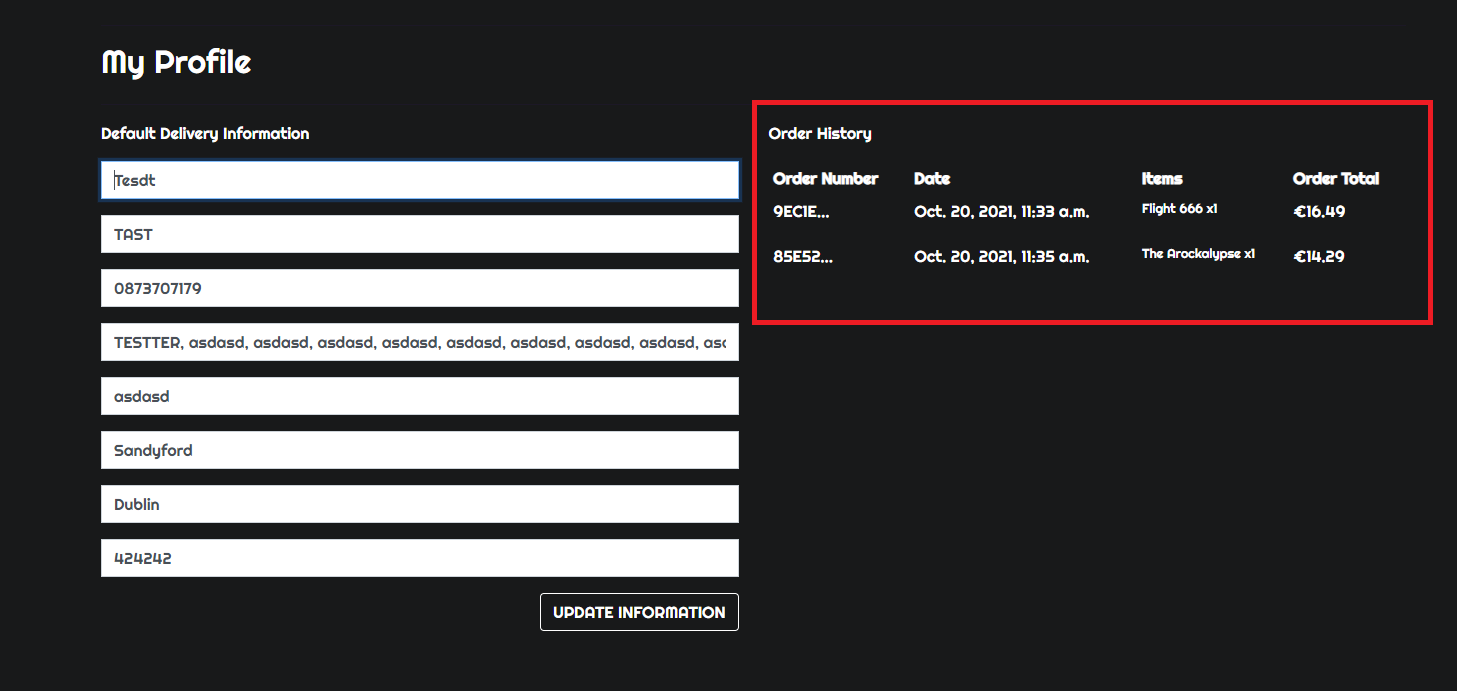 My Profile
Default Delivery Information
Tesdt
TAST
0873707179
TESTTER, asdasd, asdasd, asdasd, asdasd, asdasd, asdasd, asdasd, asdasd, asc
asdasd
Sandyford
Dublin
424242
UPDATE INFORMATION
Order History
Order Number Date Items Order Total
9EC1E... Oct. 20, 2021, 11:33 a.m. Flight 666 x1 €16.49
85E52... Oct. 20, 2021, 11:35 a.m. The Arockalypse x1 €14.29